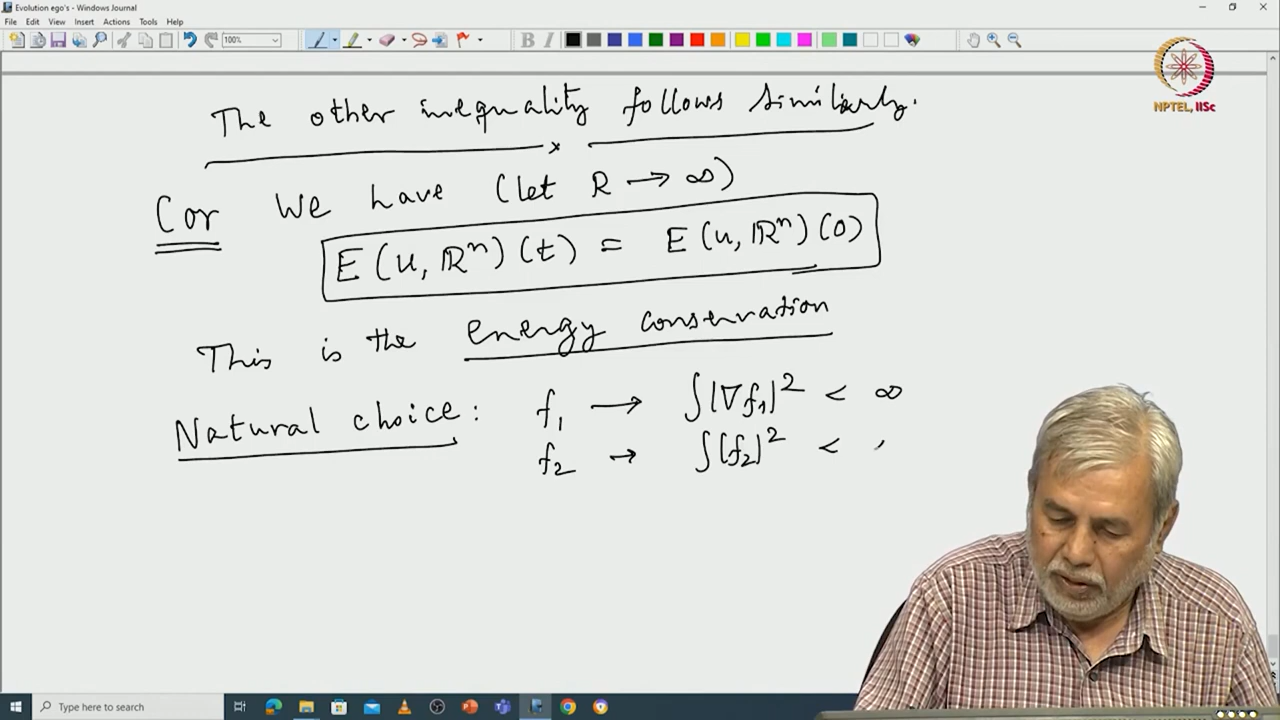 Evolution eqo's - Windows Journal
File Edit View Insert Actions Tools Help
100%
NPTEL, IISc
The other inequality follows similarly.
Cor We have (let R → ∞)
E(u, ℝⁿ)(t) = E(u, ℝⁿ)(0)
This is the energy conservation
Natural choice: f₁ → ∫|∇f₁|² < ∞
f₂ → ∫|f₂|² <
Type here to search